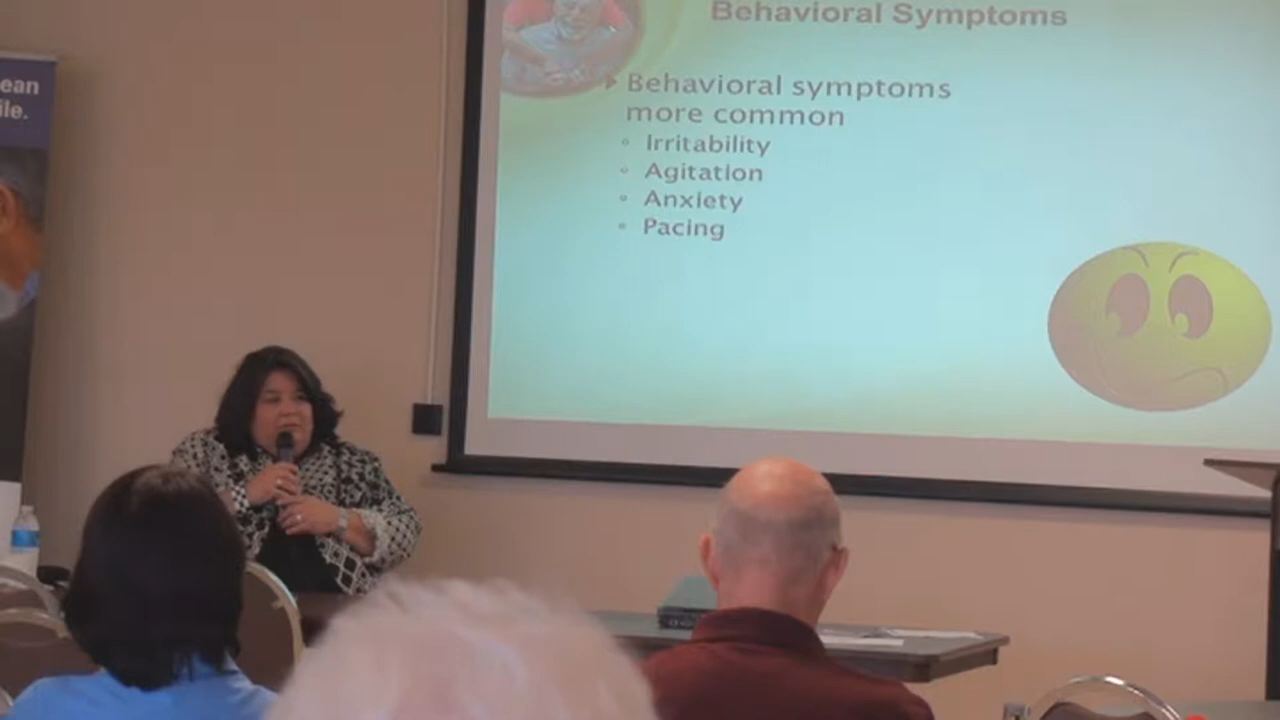 ean
ile.
Behavioral Symptoms
Behavioral symptoms
more common
Irritability
Agitation
Anxiety
Pacing